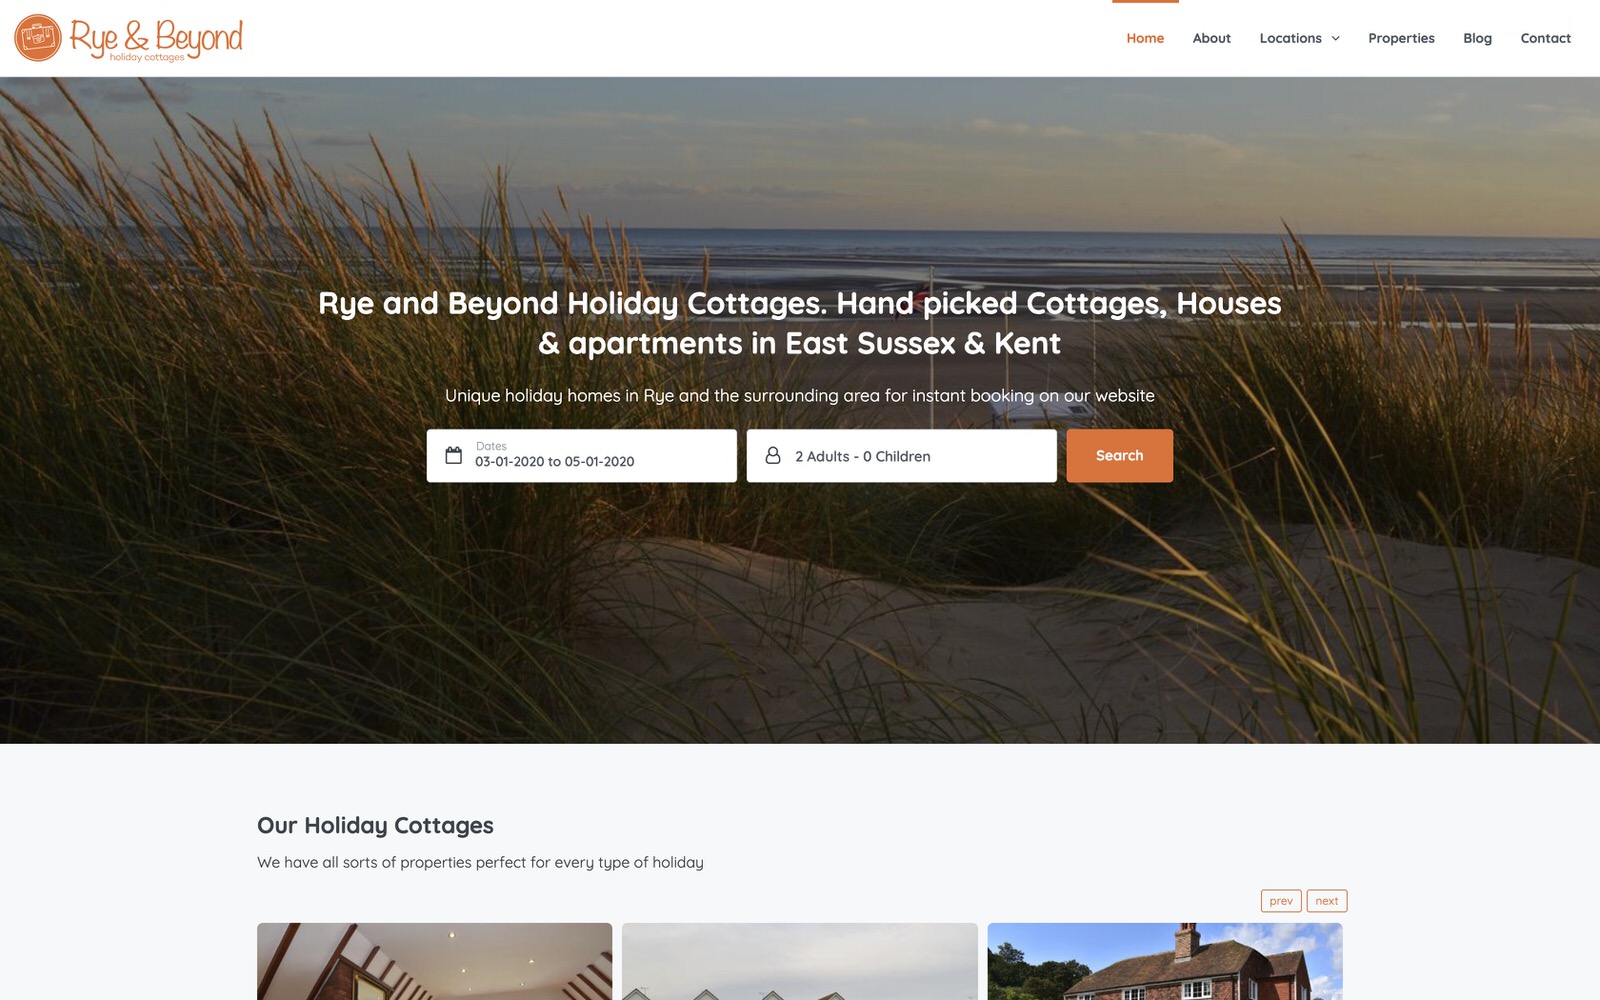 Rye & Beyond
holiday cottages
Home
About
Locations
Properties
Blog
Contact
Rye and Beyond Holiday Cottages. Hand picked Cottages, Houses
& apartments in East Sussex & Kent
Unique holiday homes in Rye and the surrounding area for instant booking on our website
Dates
03-01-2020 to 05-01-2020
2 Adults - 0 Children
Search
Our Holiday Cottages
We have all sorts of properties perfect for every type of holiday
prev
next